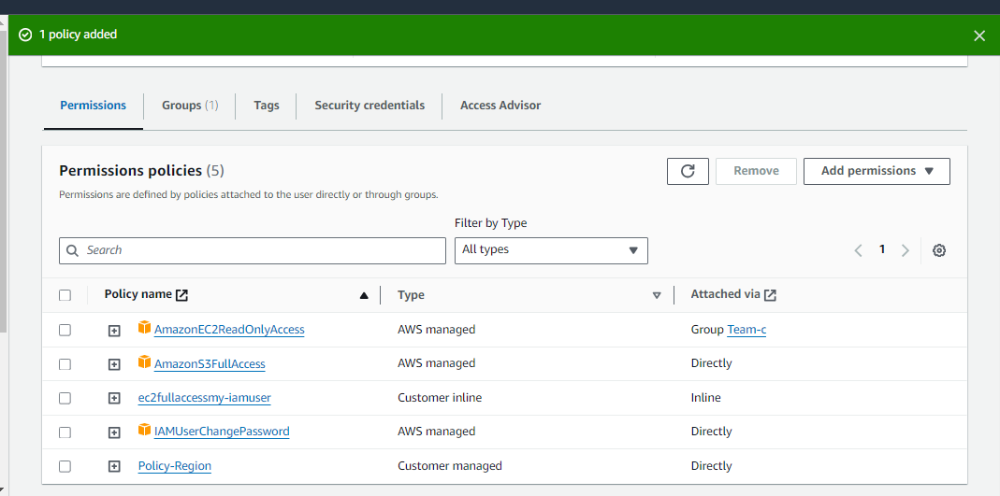 1 policy added
Permissions
Groups (1)
Tags
Security credentials
Access Advisor
Permissions policies (5)
Remove
Add permissions
Permissions are defined by policies attached to the user directly or through groups.
Filter by Type
Search
All types
1
Policy name
Type
Attached via
AmazonEC2ReadOnlyAccess
AWS managed
Group Team-c
AmazonS3FullAccess
AWS managed
Directly
ec2fullaccessmy-iamuser
Customer inline
Inline
IAMUserChangePassword
AWS managed
Directly
Policy-Region
Customer managed
Directly